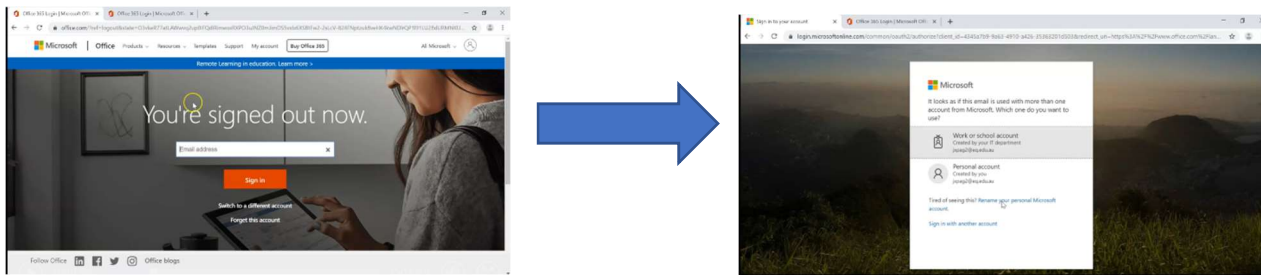 Office 365 Login | Microsoft Off
Office 365 Login | Microsoft Off
Microsoft | Office Products Resources Templates Support My account Buy Office 365 All Microsoft
Remote Learning in education. Learn more >
You're signed out now.
Email address
Sign in
Switch to a different account
Forget this account
Follow Office
Office blogs
Sign in to your account
Office 365 Login | Microsoft Off
Microsoft
It looks as if this email is used with more than one
account from Microsoft. Which one do you want to
use?
Work or school account
Created by your IT department
Personal account
Created by you
Tired of seeing this? Rename your personal Microsoft
account.
Sign in with another account